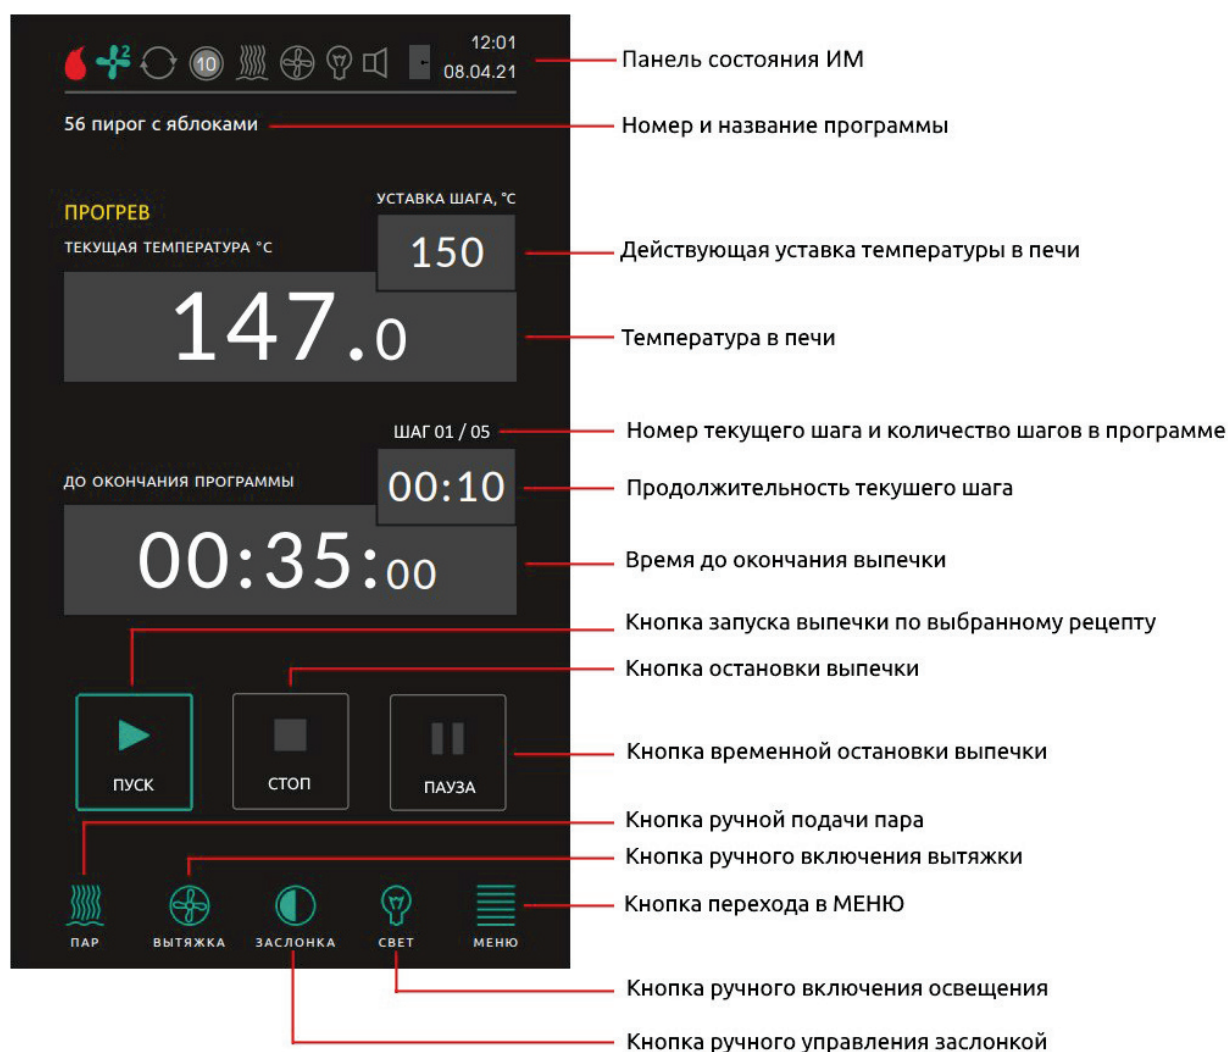 2
10
12:01
08.04.21
Панель состояния ИМ
56 пирог с яблоками
Номер и название программы
УСТАВКА ШАГА, °С
ПРОГРЕВ
ТЕКУЩАЯ ТЕМПЕРАТУРА °С
150
Действующая уставка температуры в печи
147.0
Температура в печи
ШАГ 01 / 05
Номер текущего шага и количество шагов в программе
ДО ОКОНЧАНИЯ ПРОГРАММЫ
00:10
Продолжительность текушего шага
00:35:00
Время до окончания выпечки
Кнопка запуска выпечки по выбранному рецепту
Кнопка остановки выпечки
Кнопка временной остановки выпечки
ПУСК
СТОП
ПАУЗА
Кнопка ручной подачи пара
Кнопка ручного включения вытяжки
Кнопка перехода в МЕНЮ
ПАР
ВЫТЯЖКА
ЗАСЛОНКА
СВЕТ
МЕНЮ
Кнопка ручного включения освещения
Кнопка ручного управления заслонкой